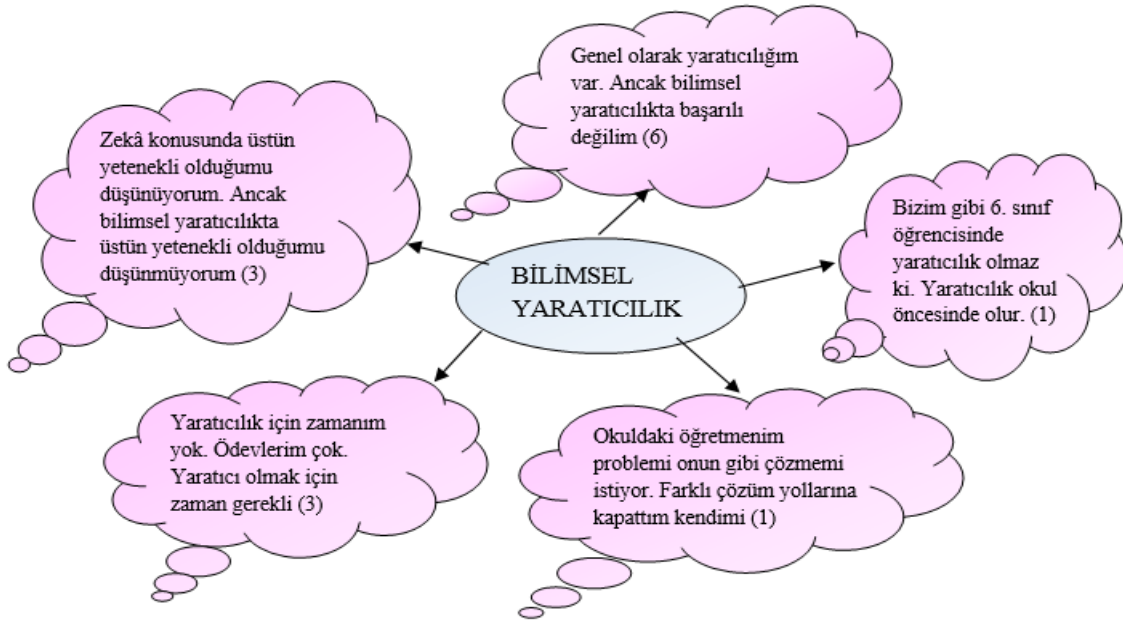 Genel olarak yaratıcılığım
var. Ancak bilimsel
yaratıcılıkta başarılı
değilim (6)
Zekâ konusunda üstün
yetenekli olduğumu
düşünüyorum. Ancak
bilimsel yaratıcılıkta
üstün yetenekli olduğumu
düşünmüyorum (3)
Bizim gibi 6. sınıf
öğrencisinde
yaratıcılık olmaz
ki. Yaratıcılık okul
öncesinde olur. (1)
BİLİMSEL
YARATICILIK
Yaratıcılık için zamanım
yok. Ödevlerim çok.
Yaratıcı olmak için
zaman gerekli (3)
Okuldaki öğretmenim
problemi onun gibi çözmemi
istiyor. Farklı çözüm yollarına
kapattım kendimi (1)